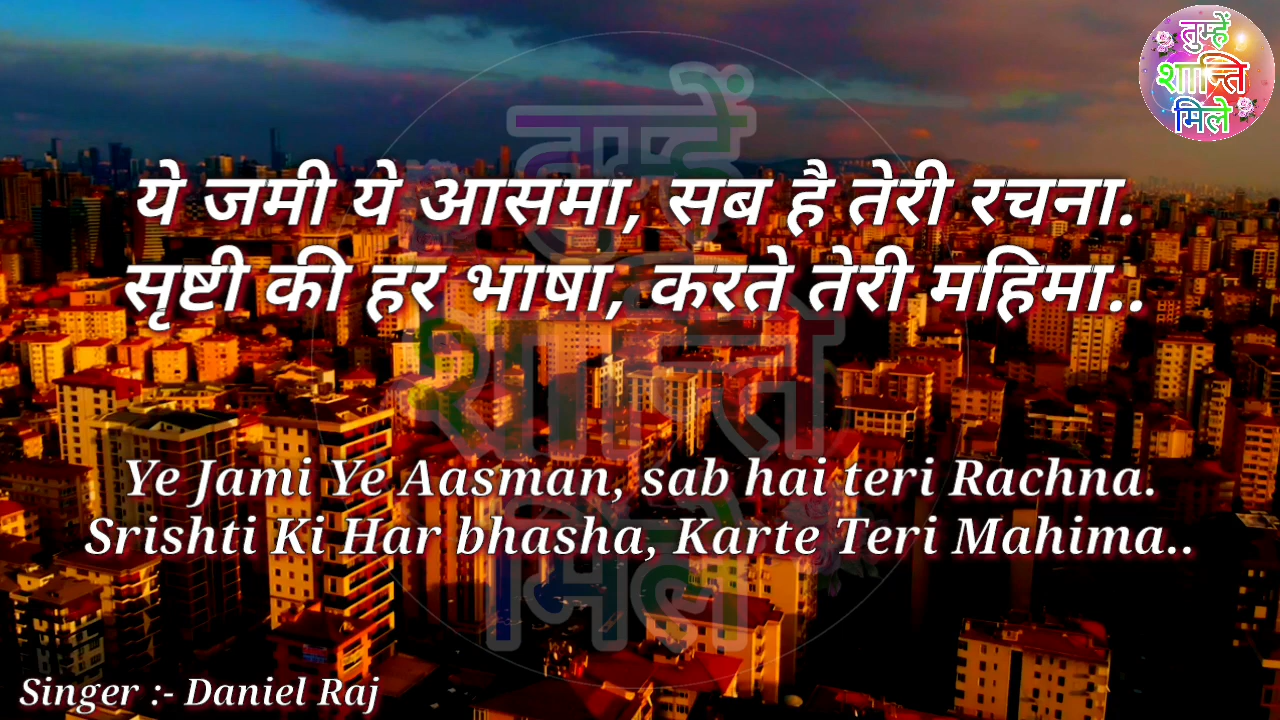 तुम्हें
शान्ति
मिले
ये जमी ये आसमा, सब है तेरी रचना.
सृष्टी की हर भाषा, करते तेरी महिमा..
तुम्हें
शान्ति
मिले
Ye Jami Ye Aasman, sab hai teri Rachna.
Srishti Ki Har bhasha, Karte Teri Mahima..
Singer :- Daniel Raj